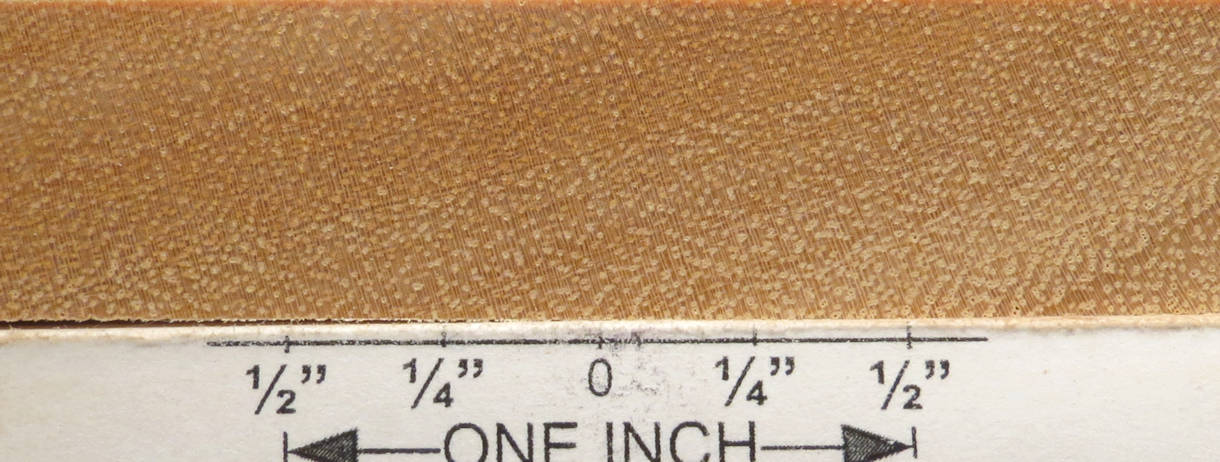 ½” ¼” 0 ¼” ½”
ONE INCH